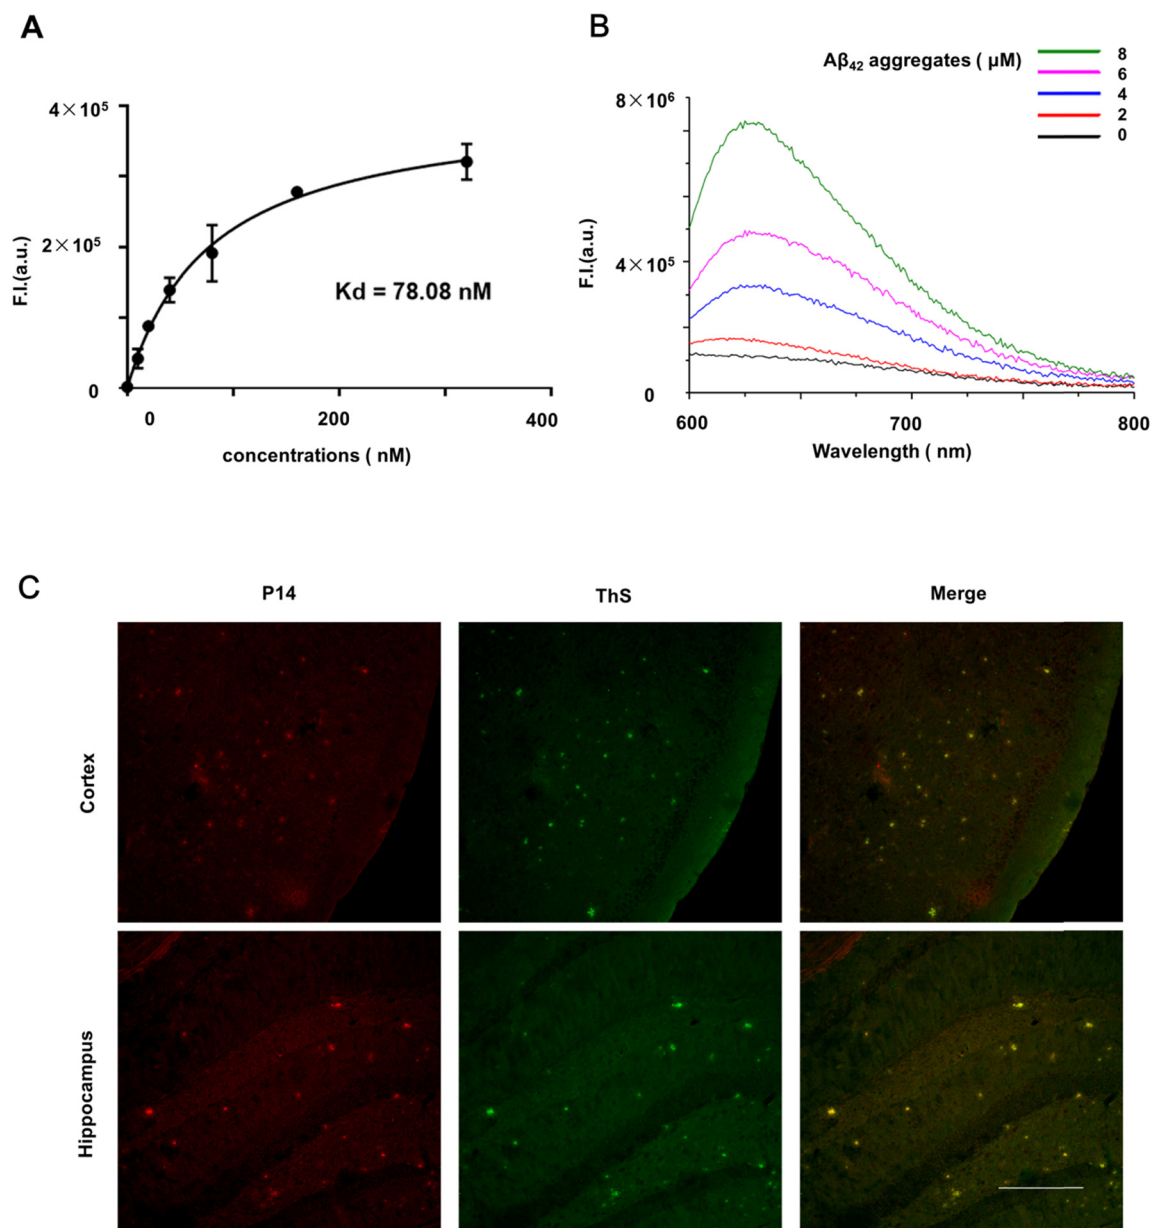 A
4×10⁵
2×10⁵
0
F.I.(a.u.)
Kd = 78.08 nM
0 200 400
concentrations ( nM)
B
Aβ₄₂ aggregates ( μM)
8
6
4
2
0
8×10⁶
4×10⁵
0
F.I.(a.u.)
600 700 800
Wavelength ( nm)
C
P14 ThS Merge
Cortex
Hippocampus